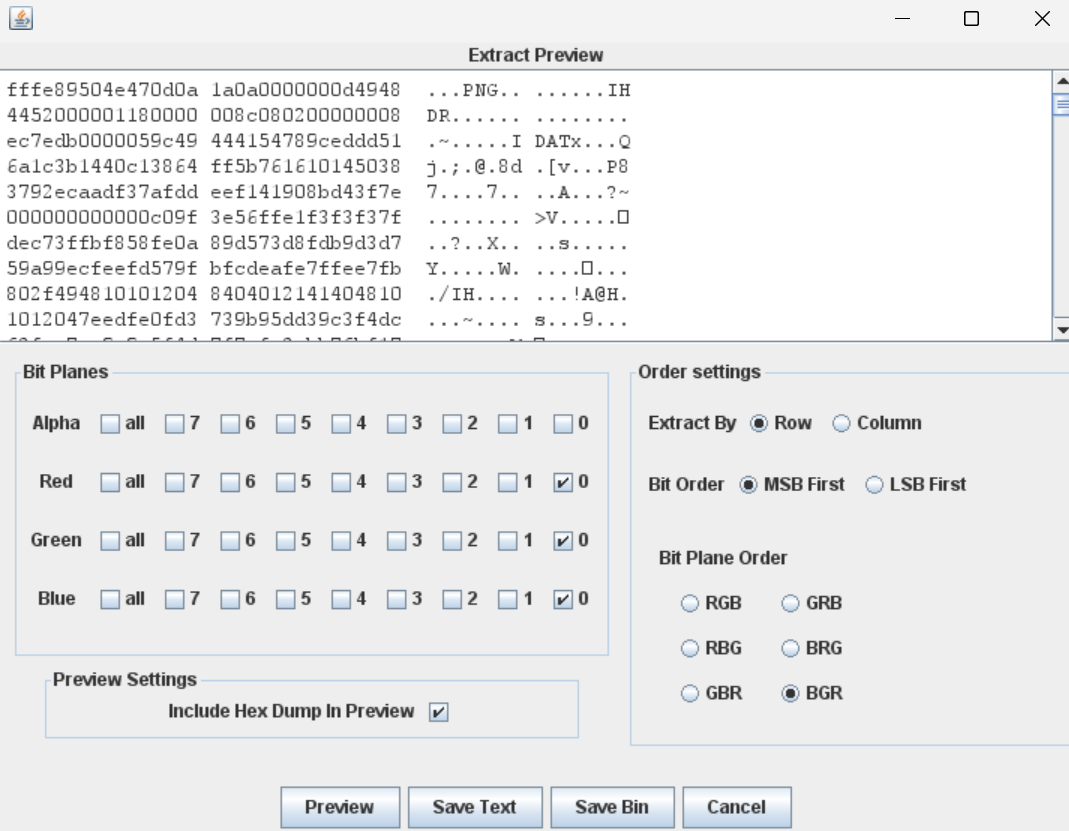 Extract Preview
fffe89504e470d0a 1a0a0000000d4948 ...PNG.. ......IH
4452000001180000 008c080200000008 DR...... ........
ec7edb0000059c49 444154789ceddd51 .~.....I DATx...Q
6a1c3b1440c13864 ff5b761610145038 j.;.@.8d .[v...P8
3792ecaadf37afdd eef141908bd43f7e 7....7.. ..A...?~
000000000000c09f 3e56ffe1f3f3f37f ........ >V.....□
dec73ffbf858fe0a 89d573d8fdb9d3d7 ..?..X.. ..s.....
59a99ecfeefd579f bfcdeafe7ffee7fb Y.....W. ....□...
802f494810101204 8404012141404810 ./IH.... ...!A@H.
1012047eedfe0fd3 739b95dd39c3f4dc ...~.... s...9...
Bit Planes
Order settings
Alpha all 7 6 5 4 3 2 1 0
Extract By Row Column
Red all 7 6 5 4 3 2 1 0
Bit Order MSB First LSB First
Green all 7 6 5 4 3 2 1 0
Bit Plane Order
Blue all 7 6 5 4 3 2 1 0
RGB GRB
RBG BRG
Preview Settings
GBR BGR
Include Hex Dump In Preview
Preview Save Text Save Bin Cancel